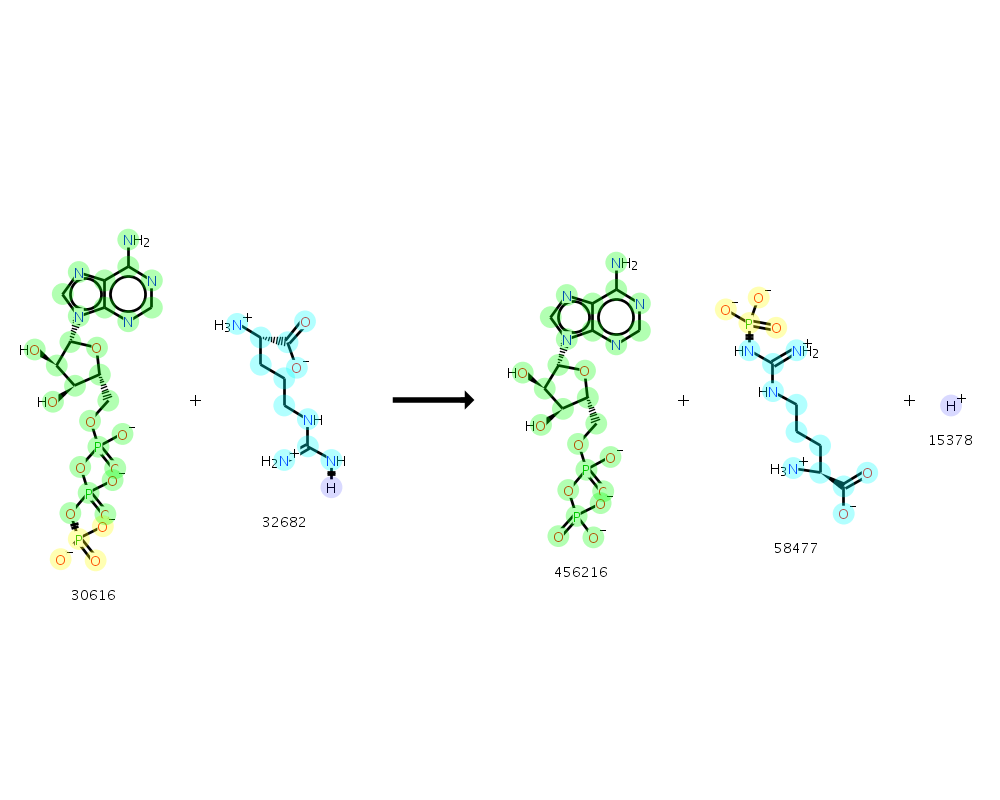 NH2
N
N
N
N
HO
O
HO
O
P
O-
O
O
O-
P
O
O
O-
P
O-
O
30616
+
H3N+
O
O-
NH
H2N+
NH
H
32682
NH2
N
N
N
N
HO
O
HO
O
P
O-
O
O
O-
P
O
O-
456216
+
O-
O-
P
O
HN
NH2+
HN
H3N+
O
O-
58477
+
H+
15378